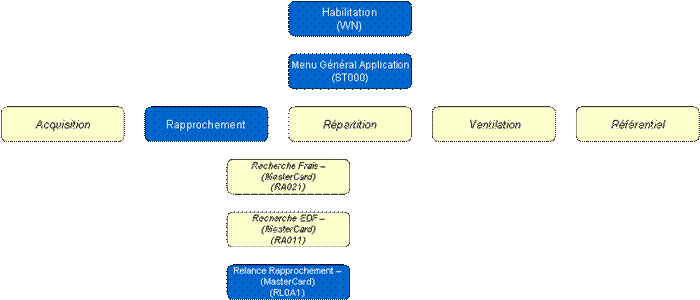 Habilitation
(WN)
Menu Général Application
(ST000)
Acquisition
Rapprochement
Répartition
Ventilation
Référentiel
Recherche Frais –
(MasterCard)
(RA021)
Recherche EDF –
(MasterCard)
(RA011)
Relance Rapprochement –
(MasterCard)
(RL0A1)